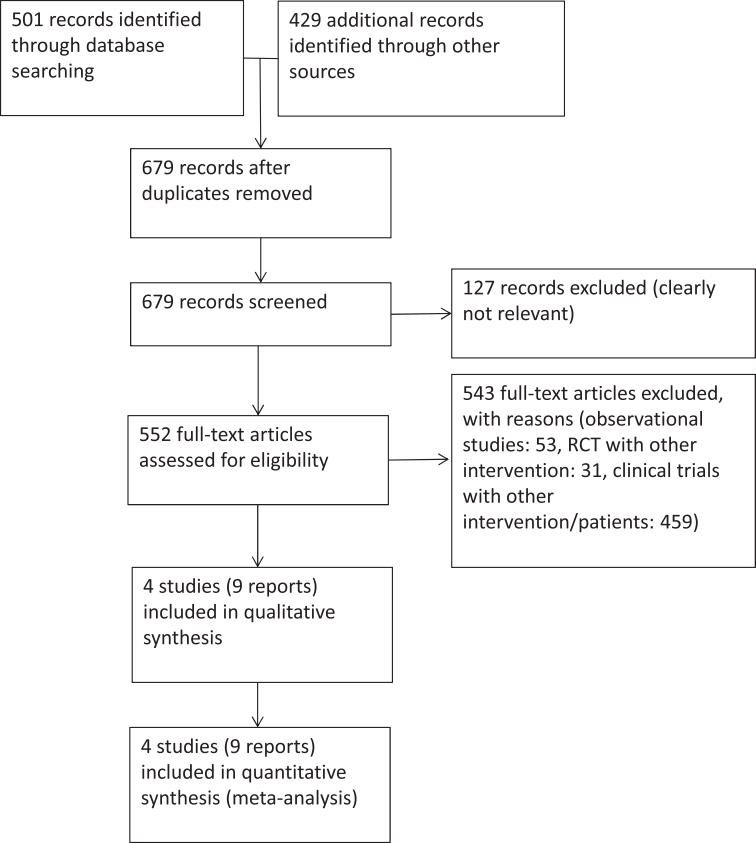 501 records identified
through database
searching
429 additional records
identified through other
sources
679 records after
duplicates removed
679 records screened
127 records excluded (clearly
not relevant)
552 full-text articles
assessed for eligibility
543 full-text articles excluded,
with reasons (observational
studies: 53, RCT with other
intervention: 31, clinical trials
with other
intervention/patients: 459)
4 studies (9 reports)
included in qualitative
synthesis
4 studies (9 reports)
included in quantitative
synthesis (meta-analysis)